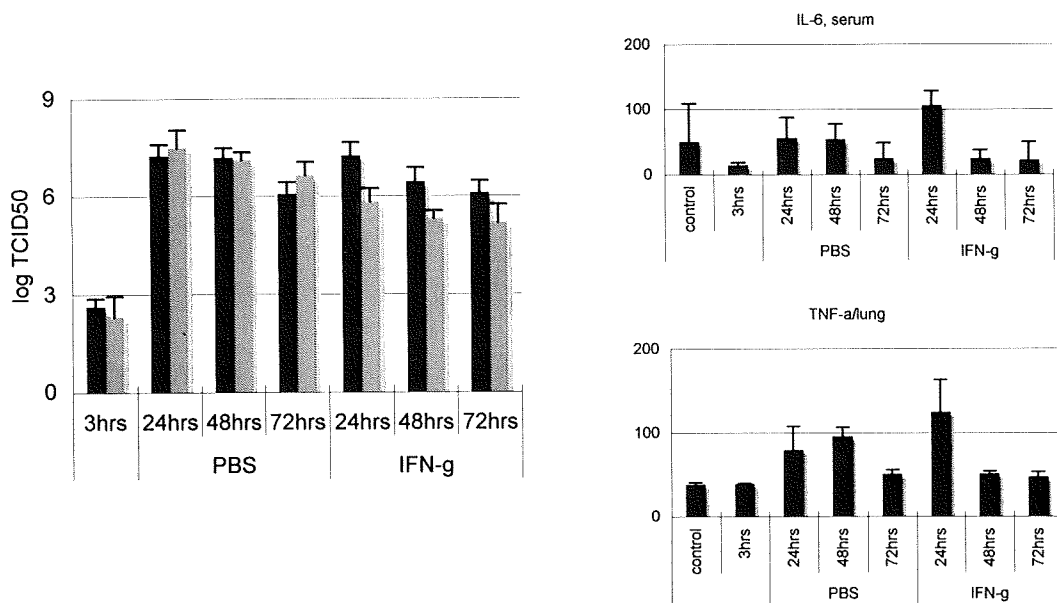 9
6
3
0
log TCID50
3hrs 24hrs 48hrs 72hrs 24hrs 48hrs 72hrs
PBS IFN-g
IL-6, serum
200
100
0
control 3hrs 24hrs 48hrs 72hrs 24hrs 48hrs 72hrs
PBS IFN-g
TNF-a/lung
200
100
0
control 3hrs 24hrs 48hrs 72hrs 24hrs 48hrs 72hrs
PBS IFN-g